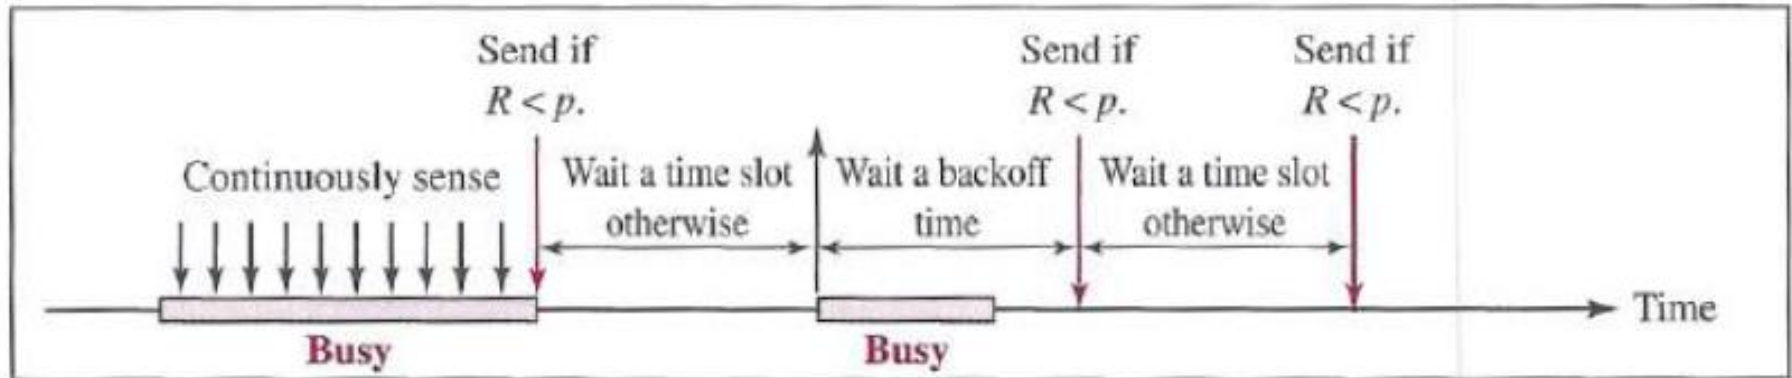 Send if
R < p.
Send if
R < p.
Send if
R < p.
Continuously sense
Wait a time slot
otherwise
Wait a backoff
time
Wait a time slot
otherwise
Time
Busy
Busy